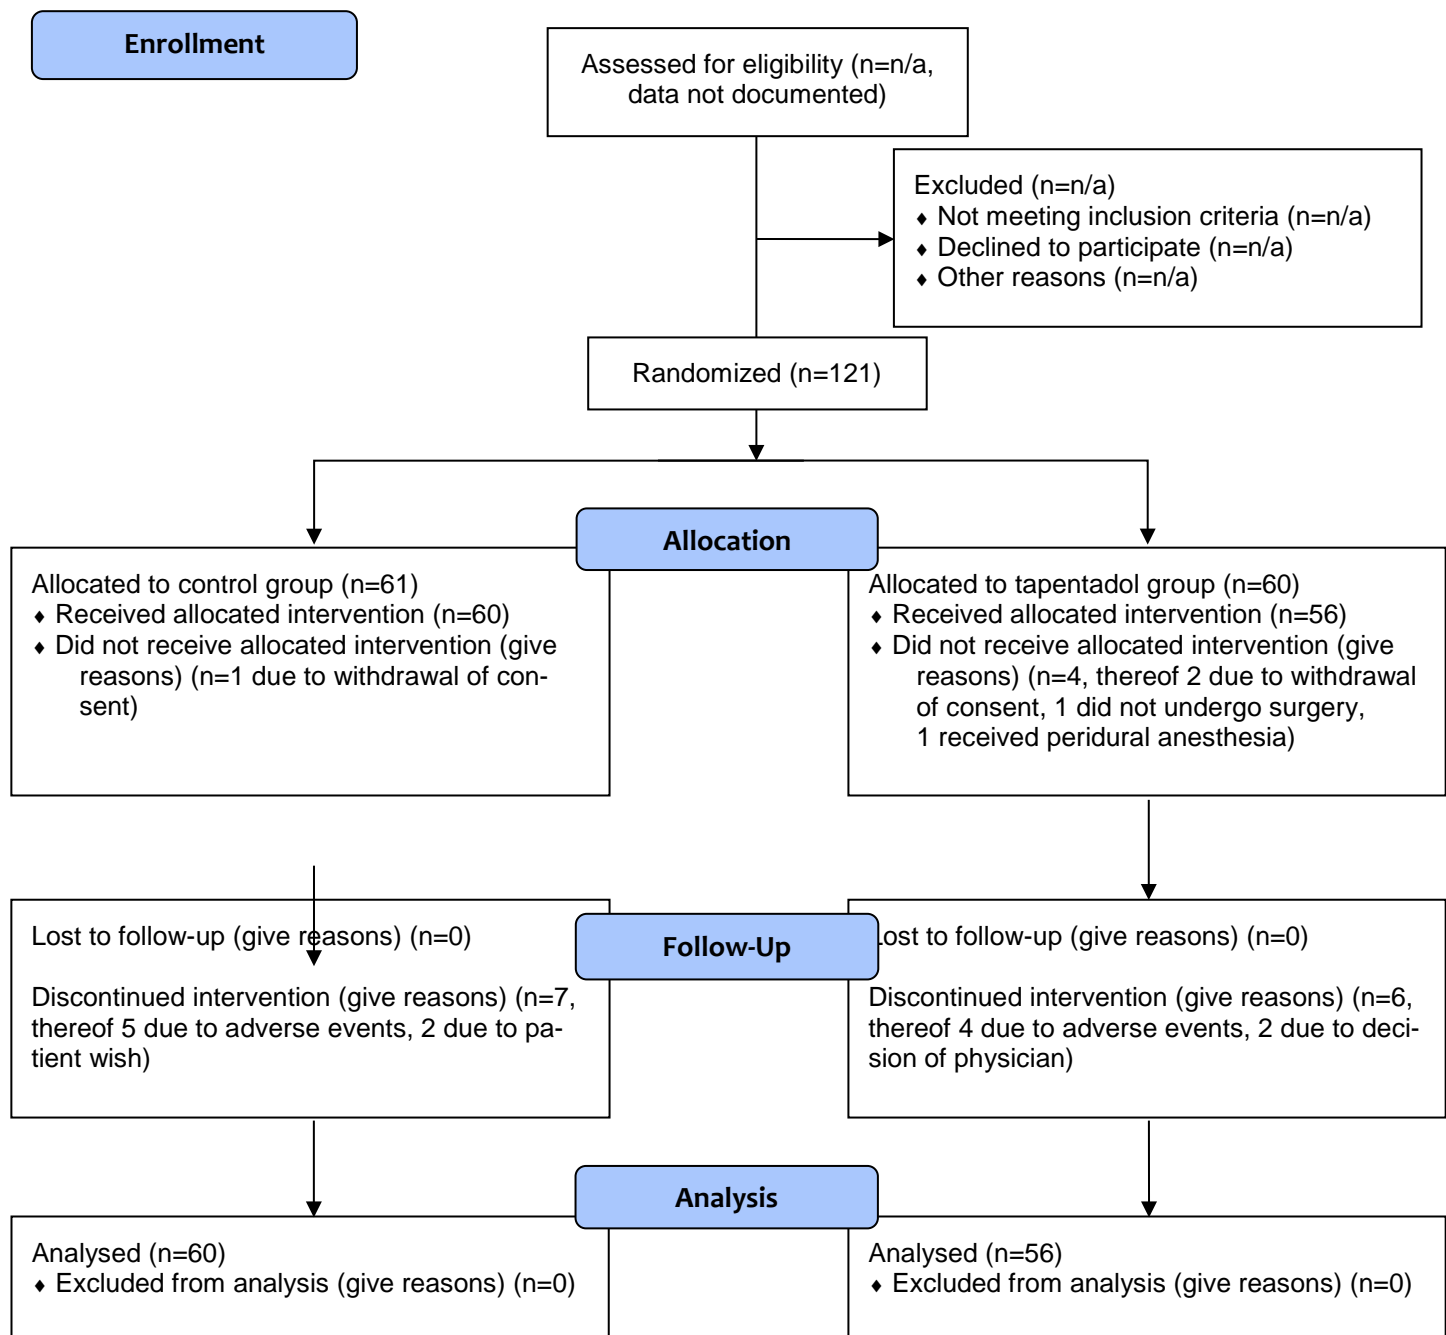 Enrollment
Assessed for eligibility (n=n/a,
data not documented)
Excluded (n=n/a)
♦ Not meeting inclusion criteria (n=n/a)
♦ Declined to participate (n=n/a)
♦ Other reasons (n=n/a)
Randomized (n=121)
Allocation
Allocated to control group (n=61)
♦ Received allocated intervention (n=60)
♦ Did not receive allocated intervention (give
reasons) (n=1 due to withdrawal of con-
sent)
Allocated to tapentadol group (n=60)
♦ Received allocated intervention (n=56)
♦ Did not receive allocated intervention (give
reasons) (n=4, thereof 2 due to withdrawal
of consent, 1 did not undergo surgery,
1 received peridural anesthesia)
Follow-Up
Lost to follow-up (give reasons) (n=0)
Discontinued intervention (give reasons) (n=7,
thereof 5 due to adverse events, 2 due to pa-
tient wish)
Lost to follow-up (give reasons) (n=0)
Discontinued intervention (give reasons) (n=6,
thereof 4 due to adverse events, 2 due to deci-
sion of physician)
Analysis
Analysed (n=60)
♦ Excluded from analysis (give reasons) (n=0)
Analysed (n=56)
♦ Excluded from analysis (give reasons) (n=0)